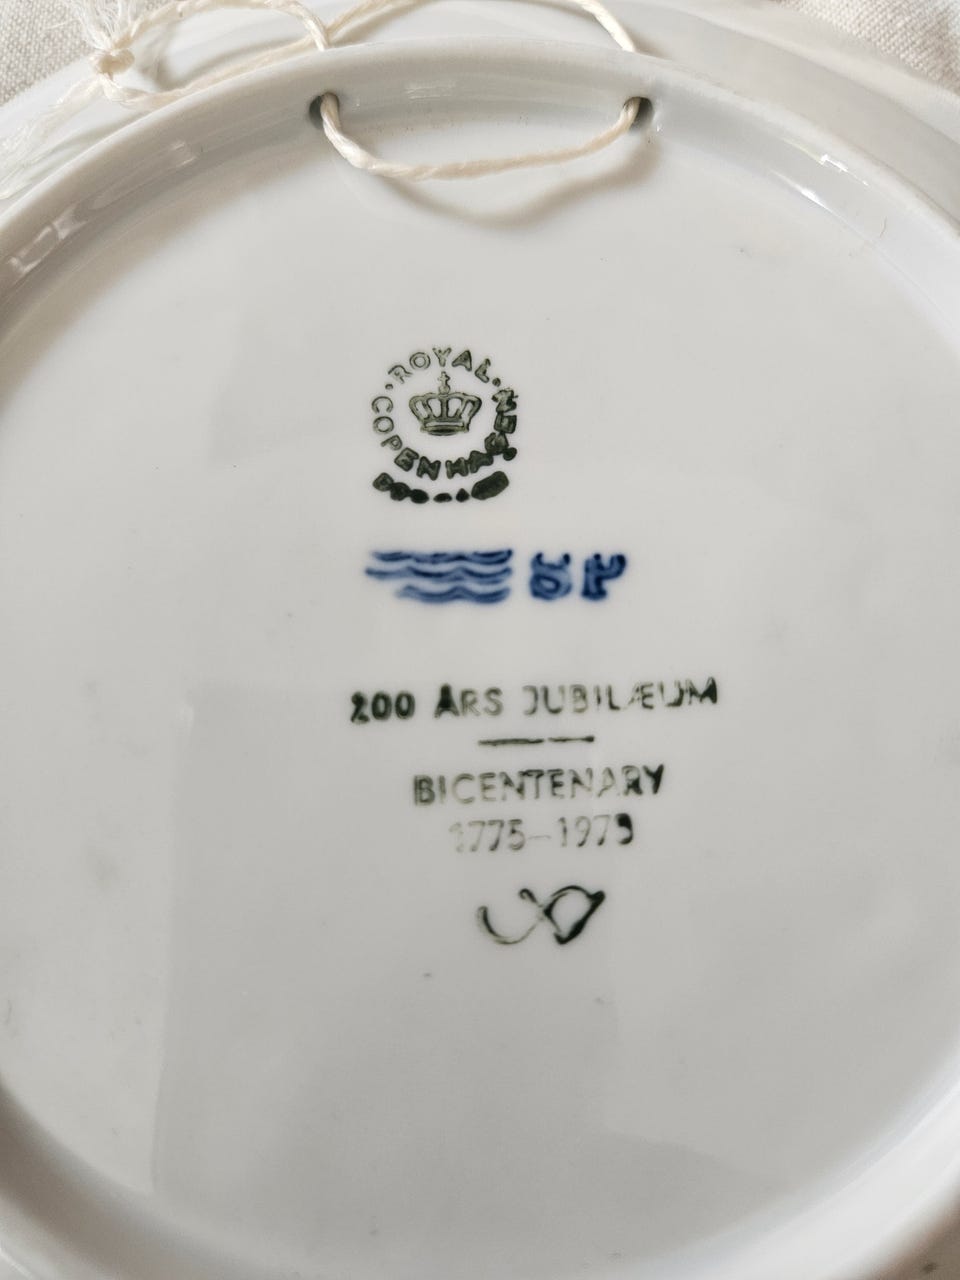 ROYAL COPENHAGEN
200 ÅRS JUBILÆUM
BICENTENARY
1775-1975